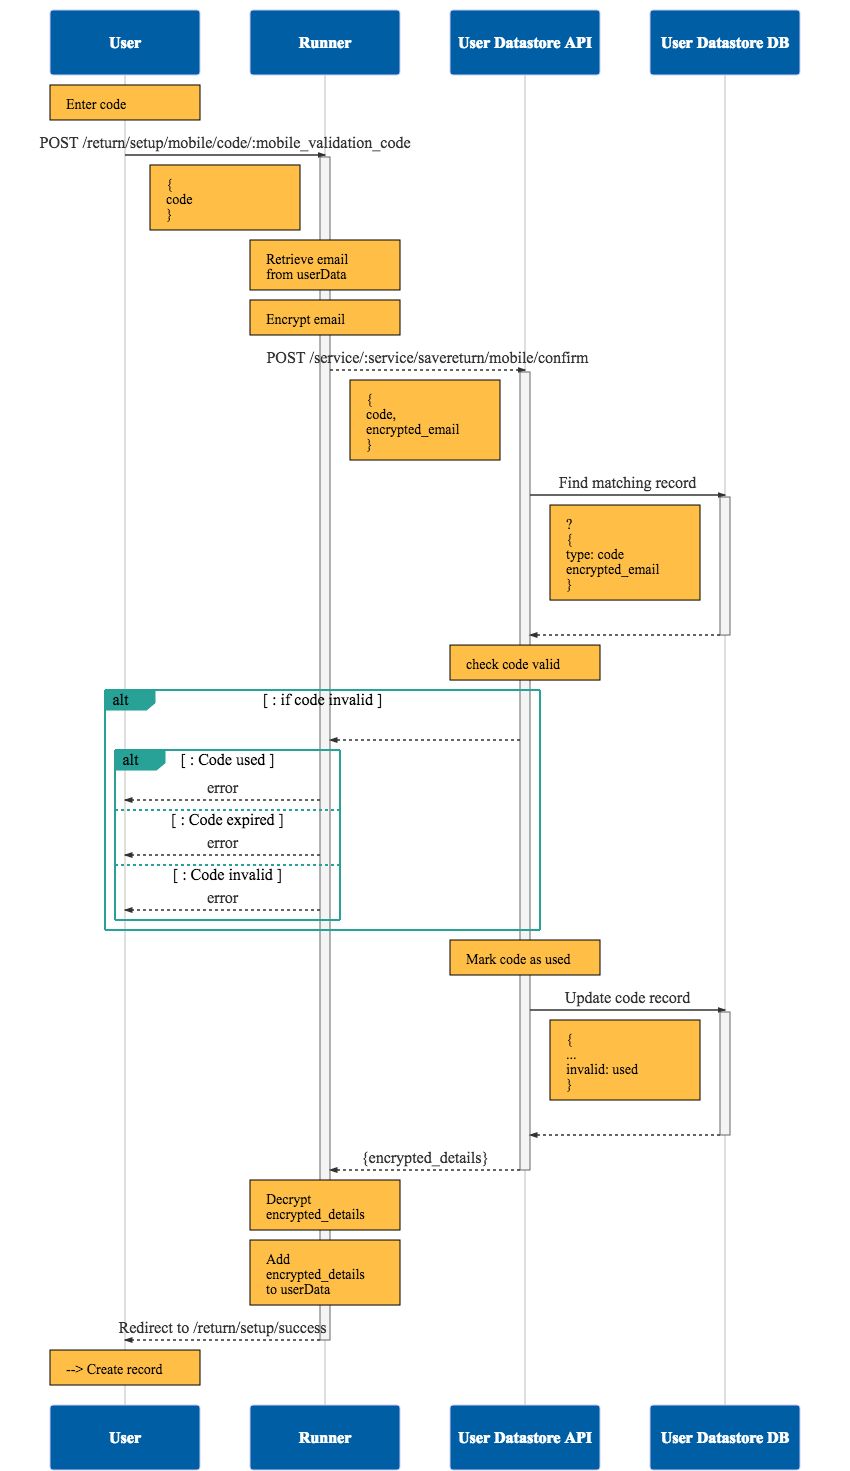 User
Runner
User Datastore API
User Datastore DB
Enter code
POST /return/setup/mobile/code/:mobile_validation_code
{
code
}
Retrieve email
from userData
Encrypt email
POST /service/:service/savereturn/mobile/confirm
{
code,
encrypted_email
}
Find matching record
?
{
type: code
encrypted_email
}
check code valid
alt
[ : if code invalid ]
alt
[ : Code used ]
error
[ : Code expired ]
error
[ : Code invalid ]
error
Mark code as used
Update code record
{
...
invalid: used
}
{encrypted_details}
Decrypt
encrypted_details
Add
encrypted_details
to userData
Redirect to /return/setup/success
--> Create record
User
Runner
User Datastore API
User Datastore DB